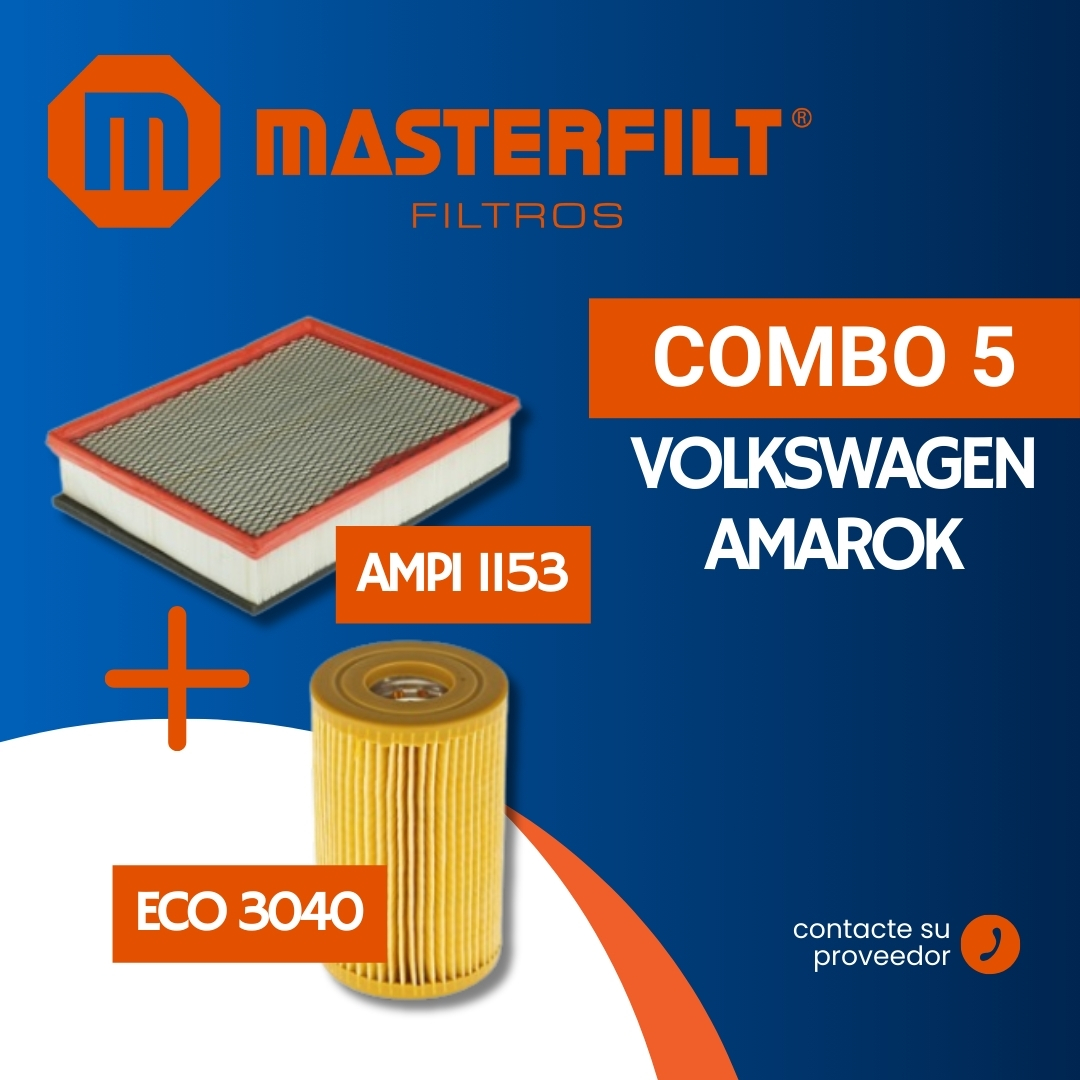 MASTERFILT®
FILTROS
COMBO 5
VOLKSWAGEN
AMAROK
AMPI 1153
ECO 3040
contacte su
proveedor